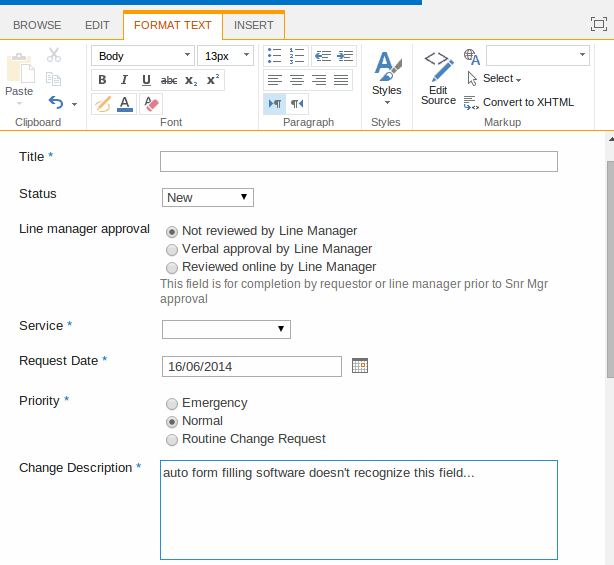 BROWSE EDIT FORMAT TEXT INSERT
Body 13px
B I U abc x₂ x²
A
Paste
Styles
Edit Source
Select
Convert to XHTML
Clipboard Font Paragraph Styles Markup
Title *
Status New
Line manager approval
Not reviewed by Line Manager
Verbal approval by Line Manager
Reviewed online by Line Manager
This field is for completion by requestor or line manager prior to Snr Mgr
approval
Service *
Request Date * 16/06/2014
Priority *
Emergency
Normal
Routine Change Request
Change Description *
auto form filling software doesn't recognize this field...